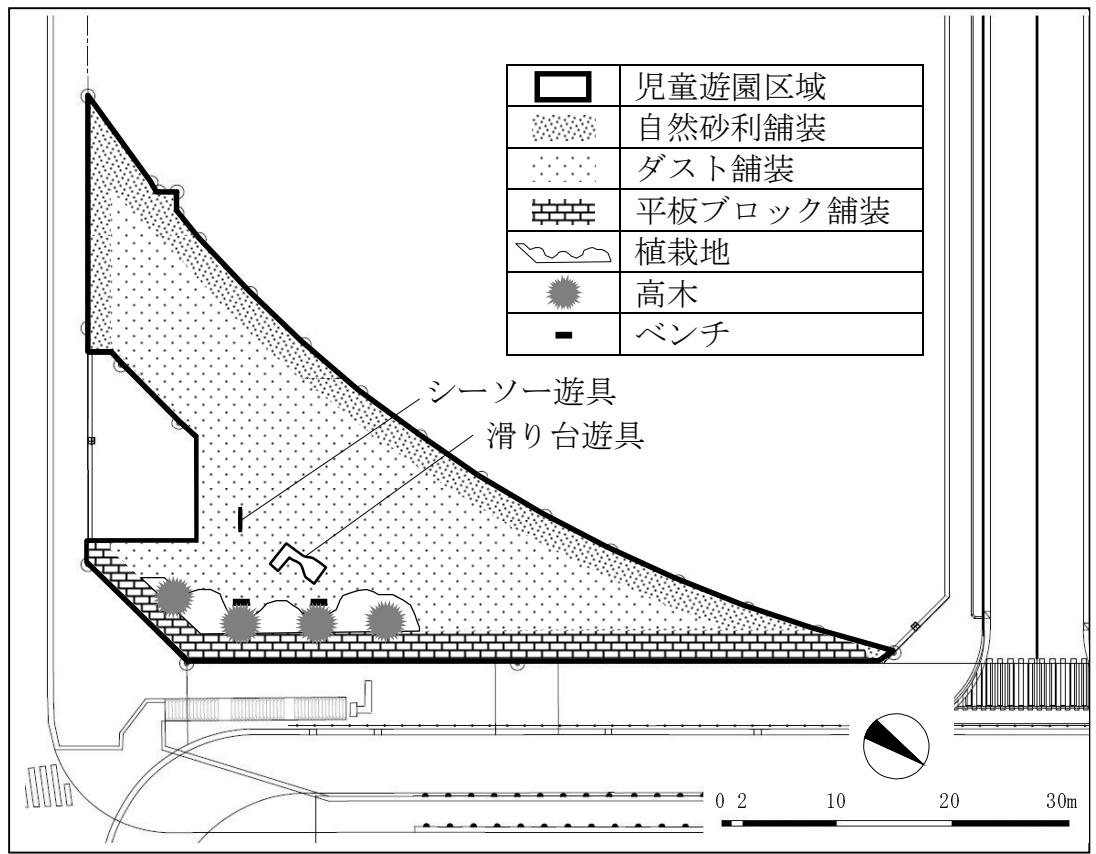 児童遊園区域
自然砂利舗装
ダスト舗装
平板ブロック舗装
植栽地
高木
ベンチ
シーソー遊具
滑り台遊具
0 2 10 20 30m